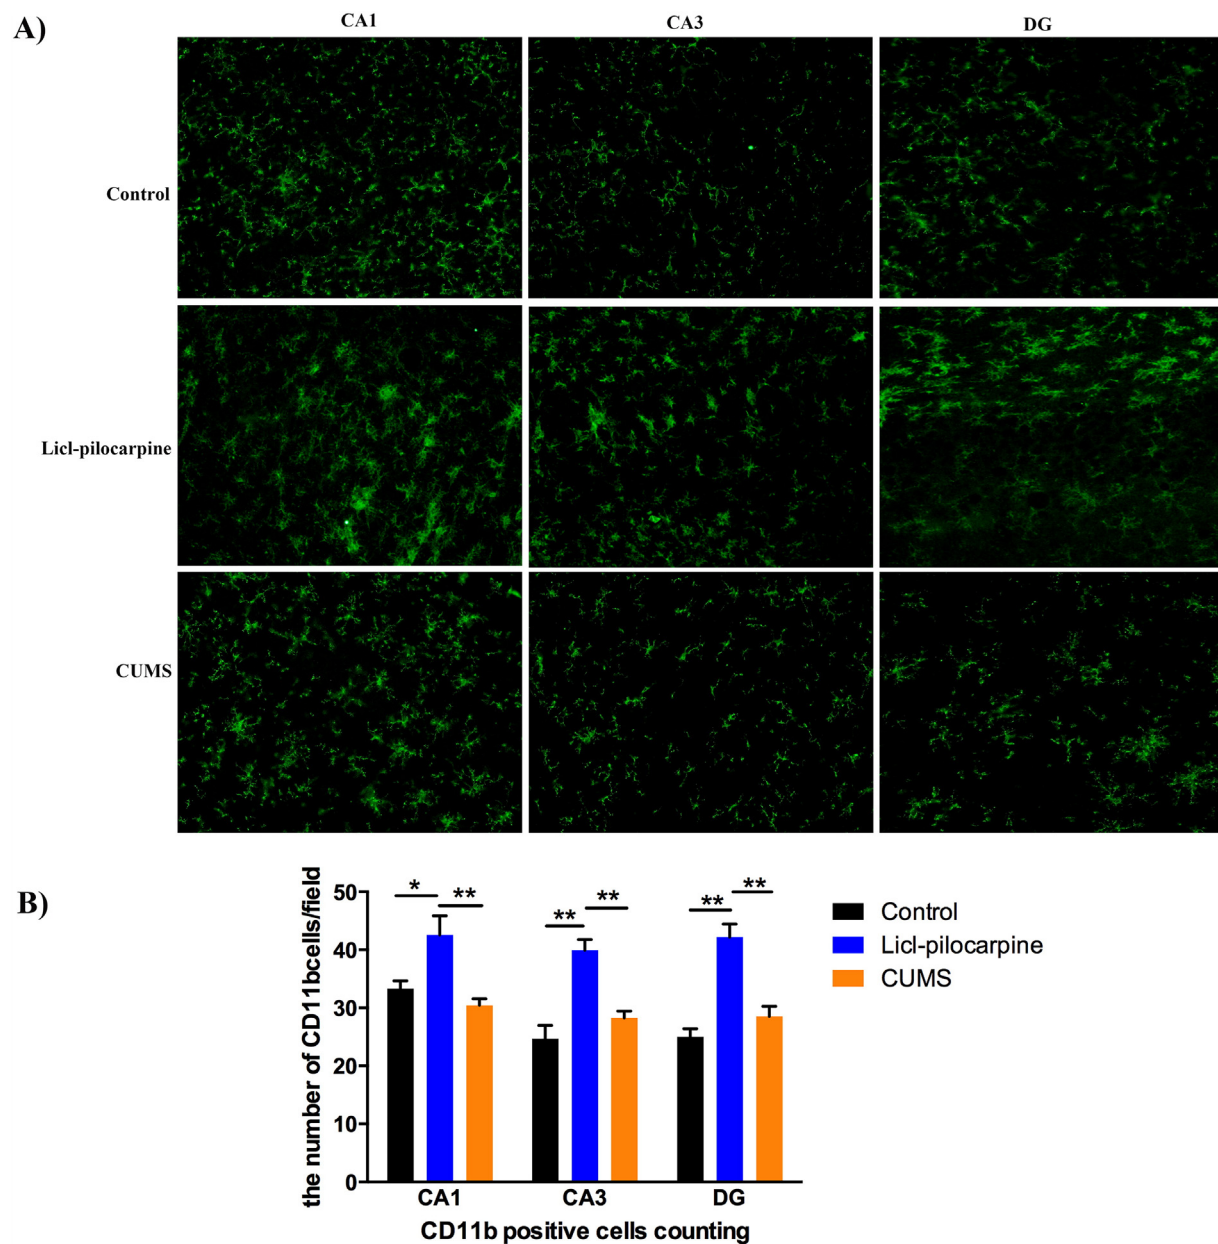 A)
CA1 CA3 DG
Control
Licl-pilocarpine
CUMS
B)
the number of CD11bcells/field
50
40
30
20
10
0
* ** ** ** ** **
CA1 CA3 DG
CD11b positive cells counting
Control
Licl-pilocarpine
CUMS